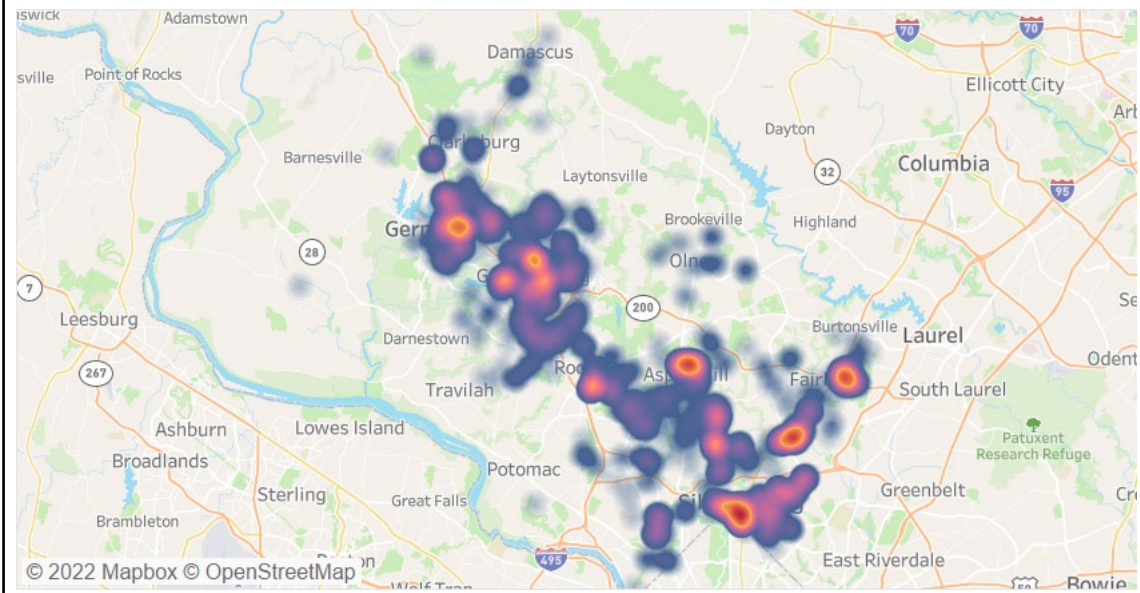 Adamstown
Damascus
70
70
Point of Rocks
Ellicott City
Dayton
Barnesville
32
Columbia
Laytonsville
95
Brookeville
Highland
28
7
200
Leesburg
Burtonsville
Laurel
Darnestown
267
Travilah
South Laurel
Patuxent
Research Refuge
Ashburn
Lowes Island
Broadlands
Potomac
Sterling
Great Falls
Greenbelt
Brambleton
495
East Riverdale
Bowie
© 2022 Mapbox © OpenStreetMap